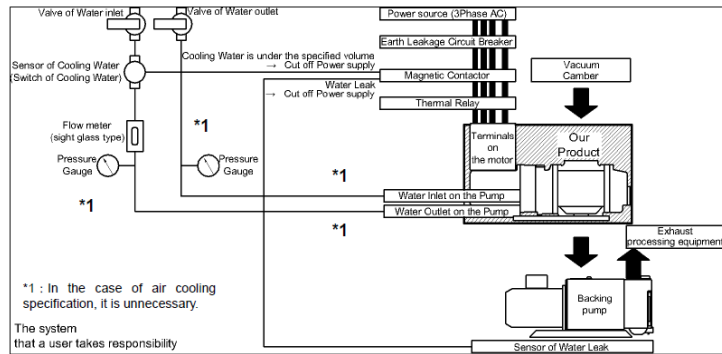 Valve of Water inlet
Valve of Water outlet
Power source (3Phase AC)
Earth Leakage Circuit Breaker
Sensor of Cooling Water
(Switch of Cooling Water)
Cooling Water is under the specified volume
→ Cut off Power supply
Magnetic Contactor
Vacuum
Camber
Water Leak
→ Cut off Power supply
Thermal Relay
Flow meter
(sight glass type)
*1
Terminals
on
the motor
Our
Product
Pressure
Gauge
Pressure
Gauge
*1
*1
Water Inlet on the Pump
Water Outlet on the Pump
*1
Exhaust
processing equipment
*1 : In the case of air cooling
specification, it is unnecessary.
Backing
pump
The system
that a user takes responsibility
Sensor of Water Leak